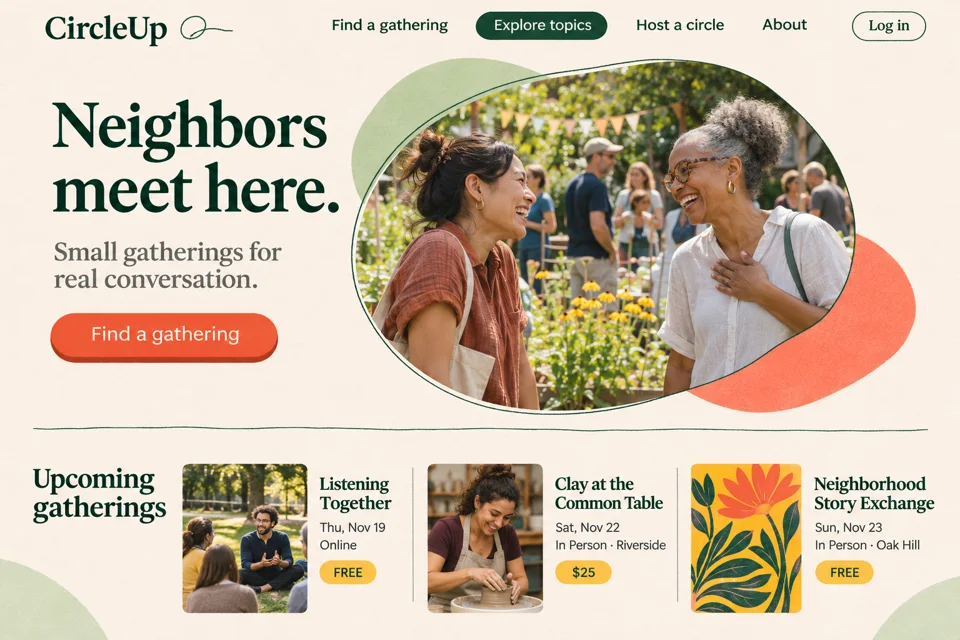 CircleUp
Find a gathering
Explore topics
Host a circle
About
Log in
Neighbors
meet here.
Small gatherings for
real conversation.
Find a gathering
Upcoming
gatherings
Listening
Together
Thu, Nov 19
Online
FREE
Clay at the
Common Table
Sat, Nov 22
In Person · Riverside
$25
Neighborhood
Story Exchange
Sun, Nov 23
In Person · Oak Hill
FREE